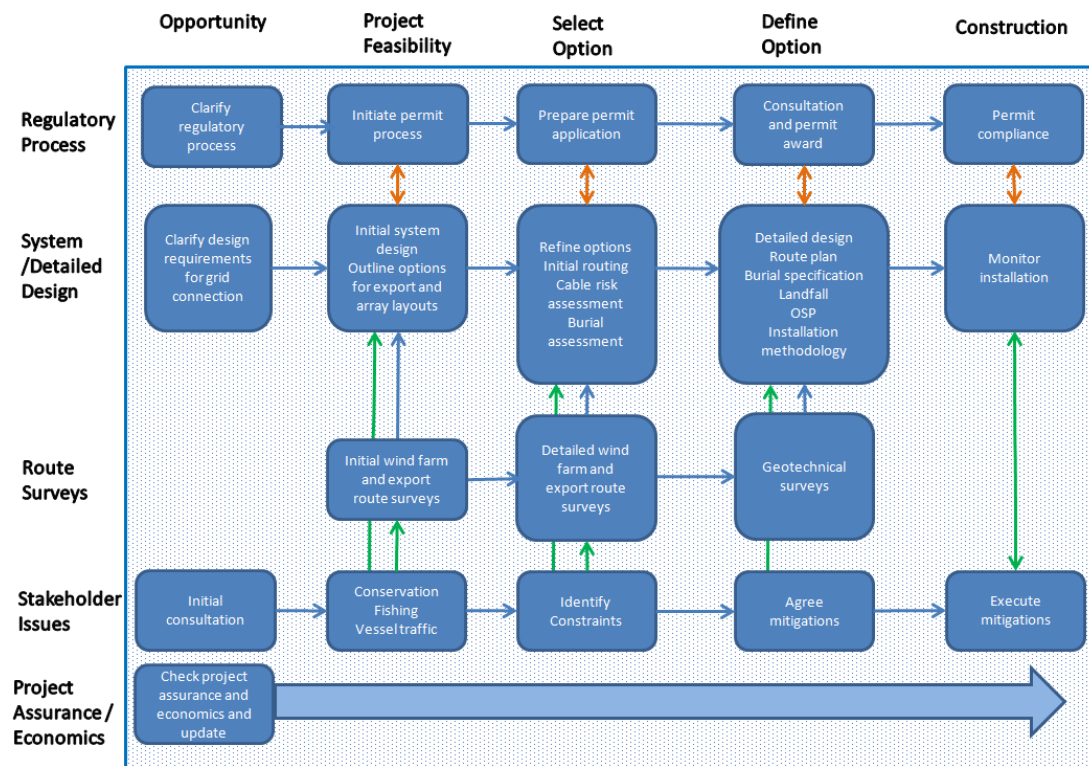 Opportunity
Project
Feasibility
Select
Option
Define
Option
Construction
Regulatory
Process
Clarify
regulatory
process
Initiate permit
process
Prepare permit
application
Consultation
and permit
award
Permit
compliance
System
/Detailed
Design
Clarify design
requirements
for grid
connection
Initial system
design
Outline options
for export and
array layouts
Refine options
Initial routing
Cable risk
assessment
Burial
assessment
Detailed design
Route plan
Burial specification
Landfall
OSP
Installation
methodology
Monitor
installation
Route
Surveys
Initial wind farm
and export
route surveys
Detailed wind
farm and
export route
surveys
Geotechnical
surveys
Stakeholder
Issues
Initial
consultation
Conservation
Fishing
Vessel traffic
Identify
Constraints
Agree
mitigations
Execute
mitigations
Project
Assurance /
Economics
Check project
assurance and
economics and
update